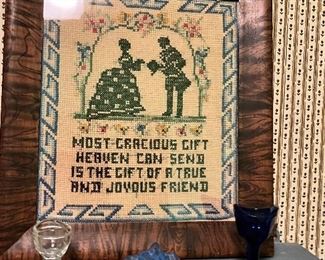 MOST GRACIOUS GIFT
HEAVEN CAN SEND
IS THE GIFT OF A TRUE
AND JOYOUS FRIEND